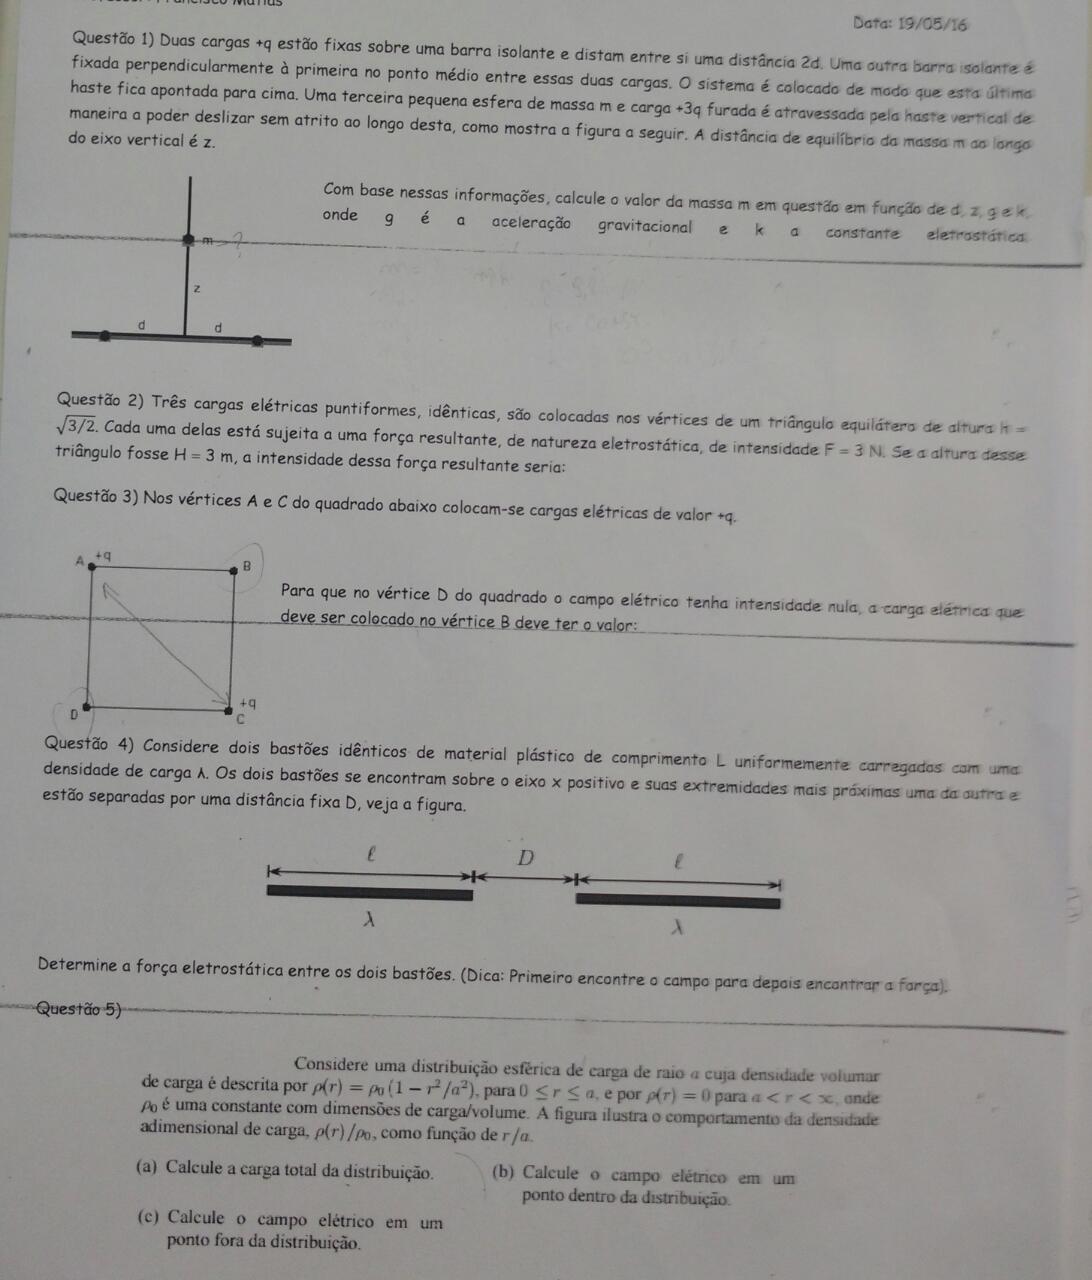 Data: 19/05/16
Questão 1) Duas cargas +q estão fixas sobre uma barra isolante e distam entre si uma distância 2d. Uma outra barra isolante é
fixada perpendicularmente à primeira no ponto médio entre essas duas cargas. O sistema é colocado de modo que esta última
haste fica apontada para cima. Uma terceira pequena esfera de massa m e carga +3q furada é atravessada pela haste vertical de
maneira a poder deslizar sem atrito ao longo desta, como mostra a figura a seguir. A distância de equilíbrio da massa m ao longo
do eixo vertical é z.
Com base nessas informações, calcule o valor da massa m em questão em função de d, z, g e k,
onde g é a aceleração gravitacional e k a constante eletrostática.
m ?
z
d d
Questão 2) Três cargas elétricas puntiformes, idênticas, são colocadas nos vértices de um triângulo equilátero de altura h =
√3/2. Cada uma delas está sujeita a uma força resultante, de natureza eletrostática, de intensidade F = 3 N. Se a altura desse
triângulo fosse H = 3 m, a intensidade dessa força resultante seria:
Questão 3) Nos vértices A e C do quadrado abaixo colocam-se cargas elétricas de valor +q.
A +q B
Para que no vértice D do quadrado o campo elétrico tenha intensidade nula, a carga elétrica que
deve ser colocado no vértice B deve ter o valor:
D +q
C
Questão 4) Considere dois bastões idênticos de material plástico de comprimento L uniformemente carregados com uma
densidade de carga λ. Os dois bastões se encontram sobre o eixo x positivo e suas extremidades mais próximas uma da outra e
estão separadas por uma distância fixa D, veja a figura.
ℓ D ℓ
λ λ
Determine a força eletrostática entre os dois bastões. (Dica: Primeiro encontre o campo para depois encontrar a força).
Questão 5)
Considere uma distribuição esférica de carga de raio a cuja densidade volumar
de carga é descrita por ρ(r) = ρ₀ (1 − r²/a²), para 0 ≤ r ≤ a, e por ρ(r) = 0 para a < r < ∞, onde
ρ₀ é uma constante com dimensões de carga/volume. A figura ilustra o comportamento da densidade
adimensional de carga, ρ(r)/ρ₀, como função de r/a.
(a) Calcule a carga total da distribuição. (b) Calcule o campo elétrico em um
ponto dentro da distribuição.
(c) Calcule o campo elétrico em um
ponto fora da distribuição.